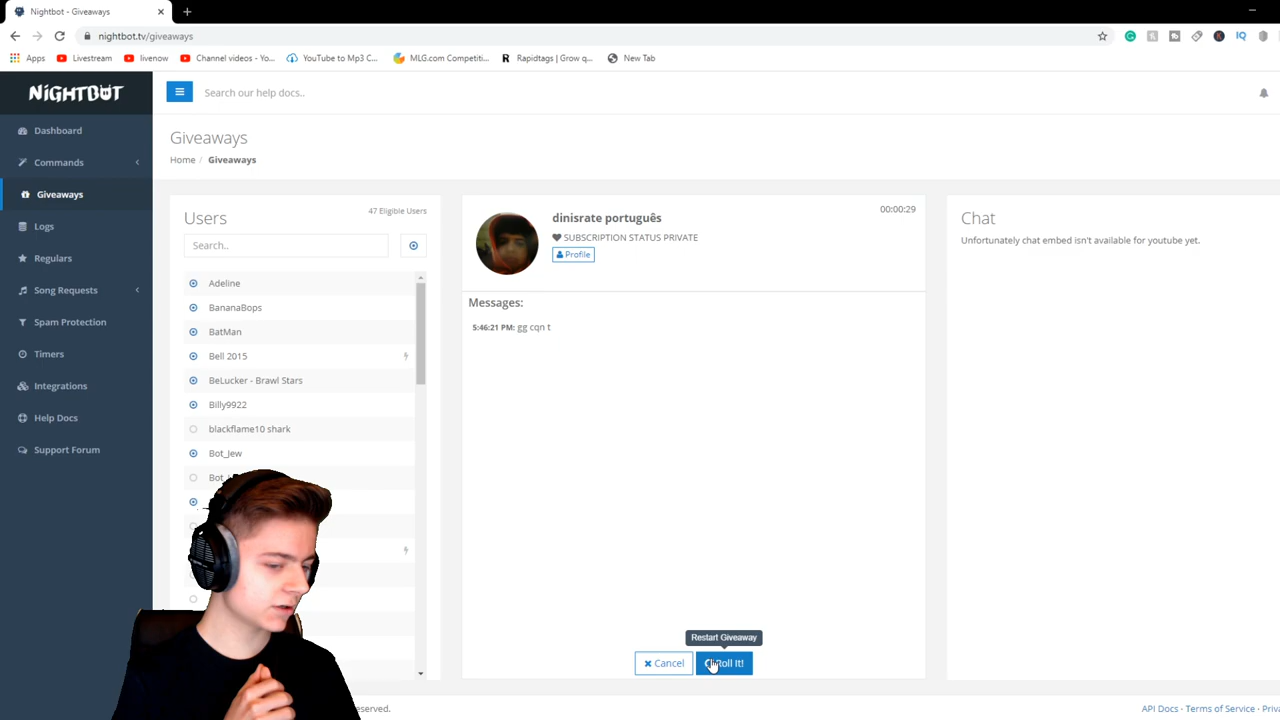 Nightbot - Giveaways
nightbot.tv/giveaways
Apps Livestream livenow Channel videos - Yo... YouTube to Mp3 C... MLG.com Competiti... Rapidtags | Grow q... New Tab
NiGHTBOT
Search our help docs..
Dashboard
Commands
Giveaways
Logs
Regulars
Song Requests
Spam Protection
Timers
Integrations
Help Docs
Support Forum
Giveaways
Home / Giveaways
Users
47 Eligible Users
Search..
Adeline
BananaBops
BatMan
Bell 2015
BeLucker - Brawl Stars
Billy9922
blackflame10 shark
Bot_Jew
dinisrate português
00:00:29
SUBSCRIPTION STATUS PRIVATE
Profile
Messages:
5:46:21 PM: gg cqn t
Restart Giveaway
Cancel
Roll It!
Chat
Unfortunately chat embed isn't available for youtube yet.
API Docs - Terms of Service -